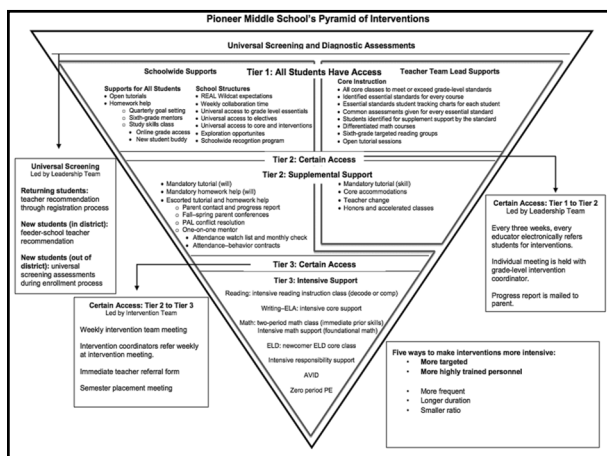 Pioneer Middle School's Pyramid of Interventions
Universal Screening and Diagnostic Assessments
Tier 1: All Students Have Access
Schoolwide Supports
Supports for All Students
• Open tutorials
• Homework help
○ Quarterly goal setting
○ Sixth-grade mentors
○ Study skills class
• Online grade access
• New student buddy
School Structures
• REAL Wildcat expectations
• Weekly collaboration time
• Universal access to grade level essentials
• Universal access to electives
• Universal access to core and interventions
• Exploration opportunites
• Schoolwide recognition program
Teacher Team Lead Supports
Core Instruction
• All core classes to meet or exceed grade-level standards
• Identified essential standards for every course
• Essential standards student tracking charts for each student
• Common assessments given for every essential standard
• Students identified for supplement support by the standard
• Differentiated math courses
• Sixth-grade targeted reading groups
• Open tutorial sessions
Tier 2: Certain Access
Tier 2: Supplemental Support
• Mandatory tutorial (will)
• Mandatory homework help (will)
• Escorted tutorial and homework help
○ Parent contact and progress report
○ Fall–spring parent conferences
○ PAL conflict resolution
○ One-on-one mentor
• Attendance watch list and monthly check
• Attendance–behavior contracts
• Mandatory tutorial (skill)
• Core accommodations
• Teacher change
• Honors and accelerated classes
Tier 3: Certain Access
Tier 3: Intensive Support
Reading: intensive reading instruction class (decode or comp)
Writing–ELA: intensive core support
Math: two-period math class (immediate prior skills)
Intensive math support (foundational math)
ELD: newcomer ELD core class
Intensive responsibility support
AVID
Zero period PE
Universal Screening
Led by Leadership Team
Returning students:
teacher recommendation
through registration process
New students (in district):
feeder-school teacher
recommendation
New students (out of
district): universal
screening assessments
during enrollment process
Certain Access: Tier 2 to Tier 3
Led by Intervention Team
Weekly intervention team meeting
Intervention coordinators refer weekly
at intervention meeting.
Immediate teacher referral form
Semester placement meeting
Certain Access: Tier 1 to Tier 2
Led by Leadership Team
Every three weeks, every
educator electronically refers
students for interventions.
Individual meeting is held with
grade-level intervention
coordinator.
Progress report is mailed to
parent.
Five ways to make interventions more intensive:
• More targeted
• More highly trained personnel
• More frequent
• Longer duration
• Smaller ratio